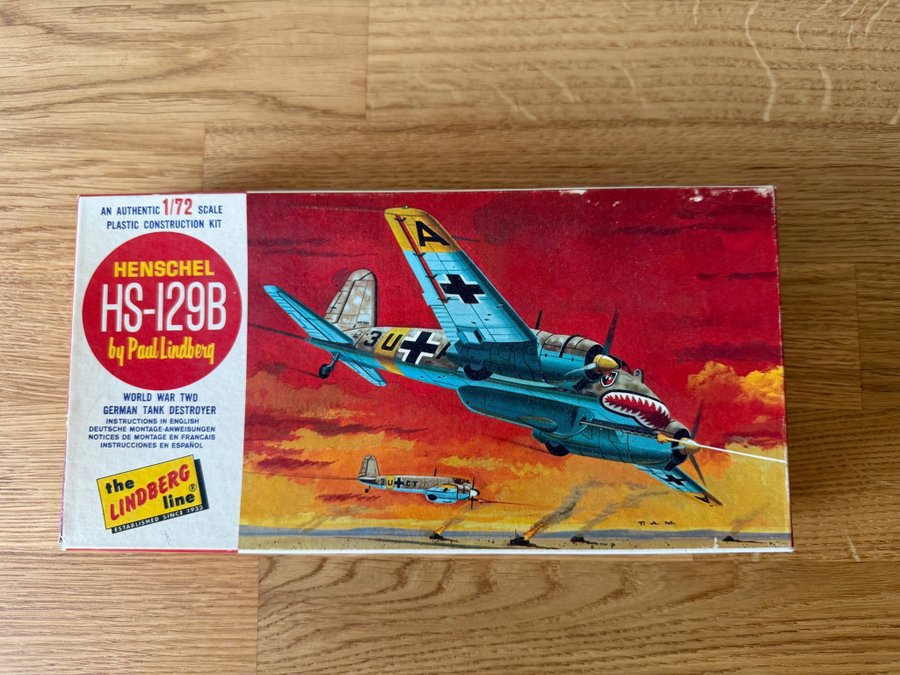 AN AUTHENTIC 1/72 SCALE
PLASTIC CONSTRUCTION KIT
HENSCHEL
HS-129B
by Paul Lindberg
WORLD WAR TWO
GERMAN TANK DESTROYER
INSTRUCTIONS IN ENGLISH
DEUTSCHE MONTAGE-ANWEISUNGEN
NOTICES DE MONTAGE EN FRANCAIS
INSTRUCCIONES EN ESPAÑOL
the
LINDBERG®
line
ESTABLISHED SINCE 1933
A
3U
3U CT
T. A. M.